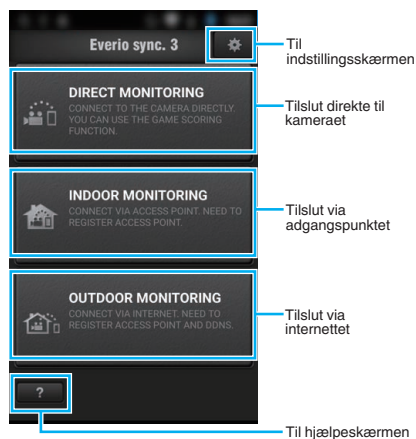 Everio sync. 3
Til
indstillingsskærmen
DIRECT MONITORING
CONNECT TO THE CAMERA DIRECTLY.
YOU CAN USE THE GAME SCORING
FUNCTION.
Tilslut direkte til
kameraet
INDOOR MONITORING
CONNECT VIA ACCESS POINT. NEED TO
REGISTER ACCESS POINT.
Tilslut via
adgangspunktet
OUTDOOR MONITORING
CONNECT VIA INTERNET. NEED TO
REGISTER ACCESS POINT AND DDNS.
Tilslut via
internettet
?
Til hjælpeskærmen